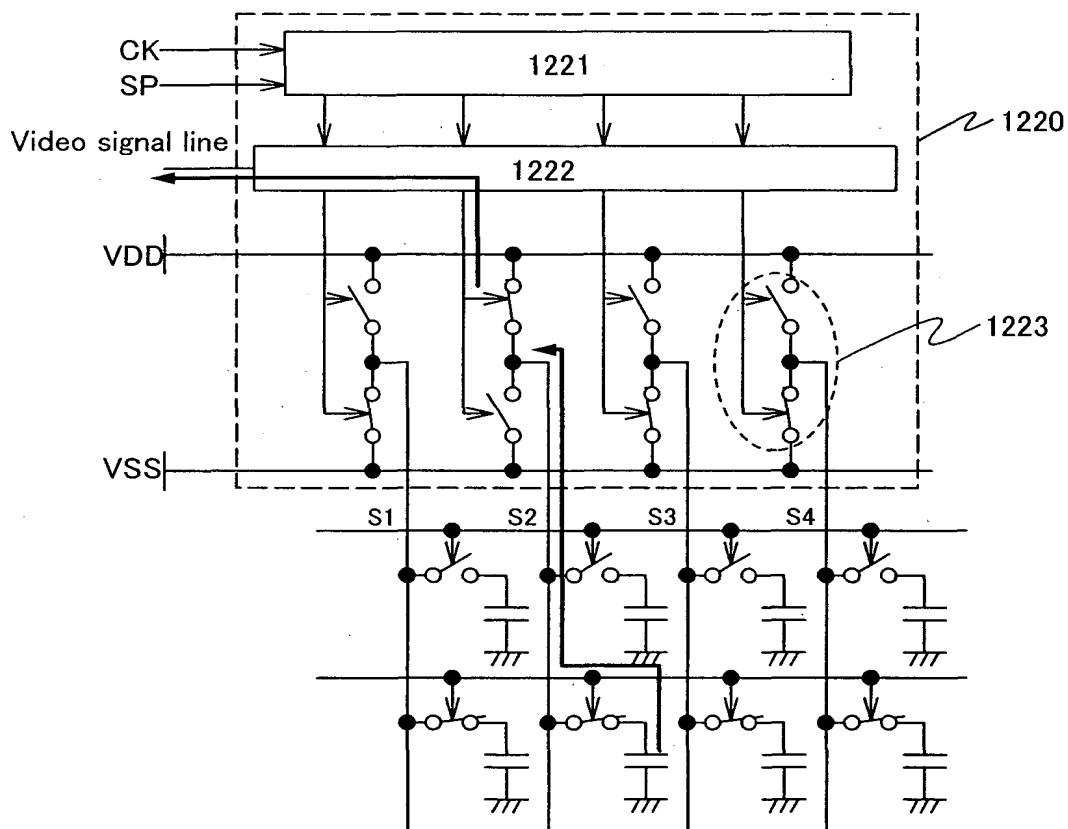 CK
SP
1221
1220
Video signal line
1222
VDD
1223
VSS
S1 S2 S3 S4